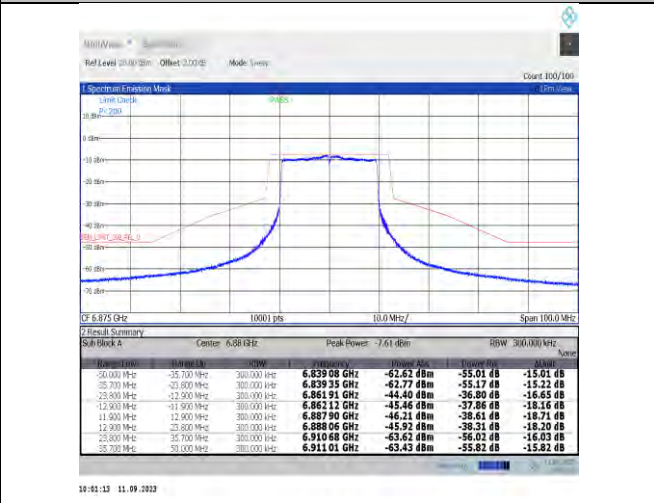 MultiView
Ref Level 20.00 dBm Offset 2.00 dB Mode Sweep
Count 100/100
1 Spectrum Emission Mask
Limit Check
PASS
10 dBm
0 dBm
-10 dBm
-20 dBm
-30 dBm
-40 dBm
-60 dBm
-70 dBm
CF 6.875 GHz 10001 pts 10.0 MHz/ Span 100.0 MHz
2 Result Summary
Sub Block A Center 6.88 GHz Peak Power -7.61 dBm RBW 300.000 kHz
None
Range Low Range Up RBW Frequency Power Abs Power Rel ΔLimit
-50.000 MHz -35.700 MHz 300.000 kHz 6.839 08 GHz -62.62 dBm -55.01 dB -15.01 dB
-35.700 MHz -23.800 MHz 300.000 kHz 6.839 35 GHz -62.77 dBm -55.17 dB -15.22 dB
-23.800 MHz -12.900 MHz 300.000 kHz 6.861 91 GHz -44.40 dBm -36.80 dB -16.65 dB
-12.900 MHz -11.900 MHz 300.000 kHz 6.862 12 GHz -45.46 dBm -37.86 dB -18.16 dB
11.900 MHz 12.900 MHz 300.000 kHz 6.887 90 GHz -46.21 dBm -38.61 dB -18.71 dB
12.900 MHz 23.800 MHz 300.000 kHz 6.888 06 GHz -45.92 dBm -38.31 dB -18.20 dB
23.800 MHz 35.700 MHz 300.000 kHz 6.910 68 GHz -63.62 dBm -56.02 dB -16.03 dB
35.700 MHz 50.000 MHz 300.000 kHz 6.911 01 GHz -63.43 dBm -55.82 dB -15.82 dB
10:01:13 11.09.2023